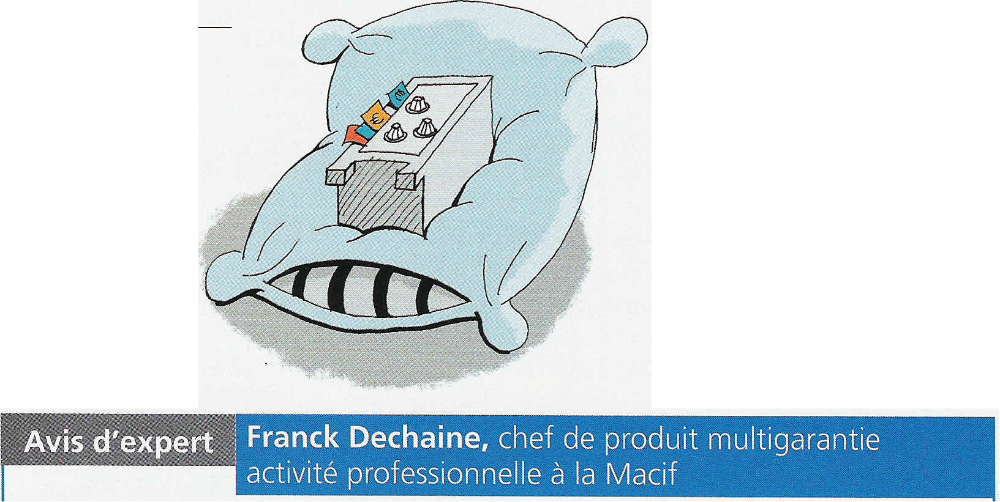 €
€
Avis d'expert
Franck Dechaine, chef de produit multigarantie
activité professionnelle à la Macif